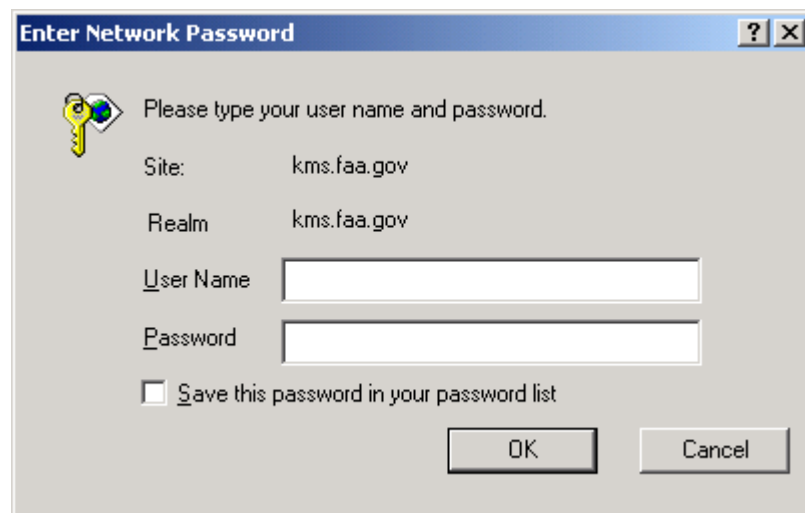 Enter Network Password
Please type your user name and password.
Site: kms.faa.gov
Realm kms.faa.gov
User Name
Password
Save this password in your password list
OK Cancel